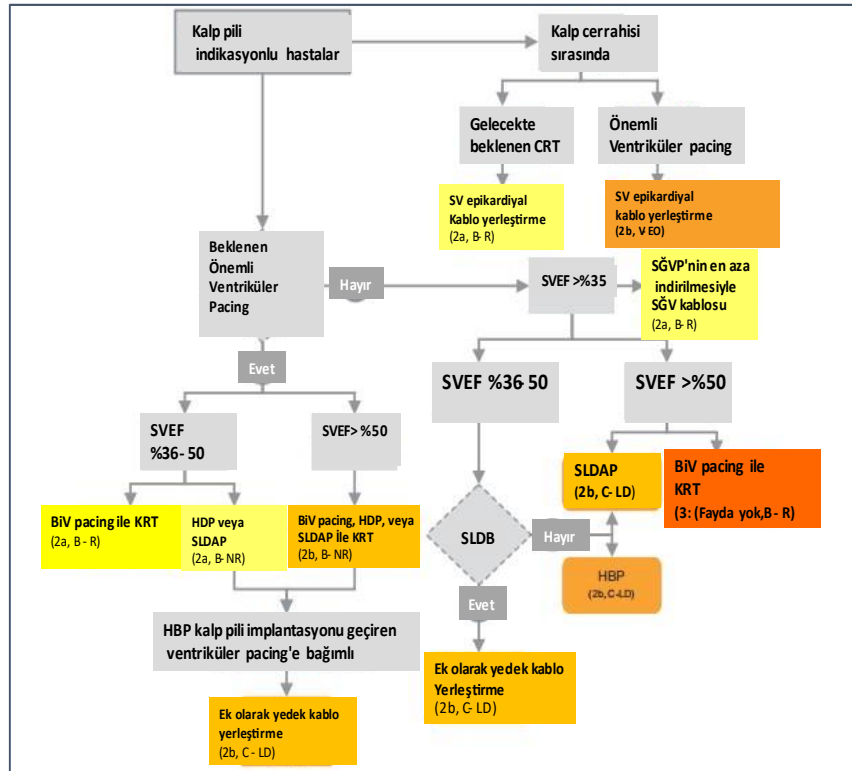 Kalp pili
indikasyonlu hastalar
Kalp cerrahisi
sırasında
Gelecekte
beklenen CRT
Önemli
Ventriküler pacing
SV epikardiyal
Kablo yerleştirme
(2a, B- R)
SV epikardiyal
kablo yerleştirme
(2b, V-EO)
Beklenen
Önemli
Ventriküler
Pacing
Hayır
SVEF >%35
SĞVP'nin en aza
indirilmesiyle
SĞV kablosu
(2a, B- R)
Evet
SVEF %36-50
SVEF >%50
SVEF
%36- 50
SVEF> %50
SLDAP
(2b, C- LD)
BiV pacing ile
KRT
(3: (Fayda yok,B - R)
BiV pacing ile KRT
(2a, B - R)
HDP veya
SLDAP
(2a, B-NR)
BiV pacing, HDP, veya
SLDAP İle KRT
(2b, B- NR)
SLDB
Hayır
HBP
(2b, C-LD)
Evet
HBP kalp pili implantasyonu geçiren
ventriküler pacing'e bağımlı
Ek olarak yedek kablo
Yerleştirme
(2b, C- LD)
Ek olarak yedek kablo
yerleştirme
(2b, C - LD)